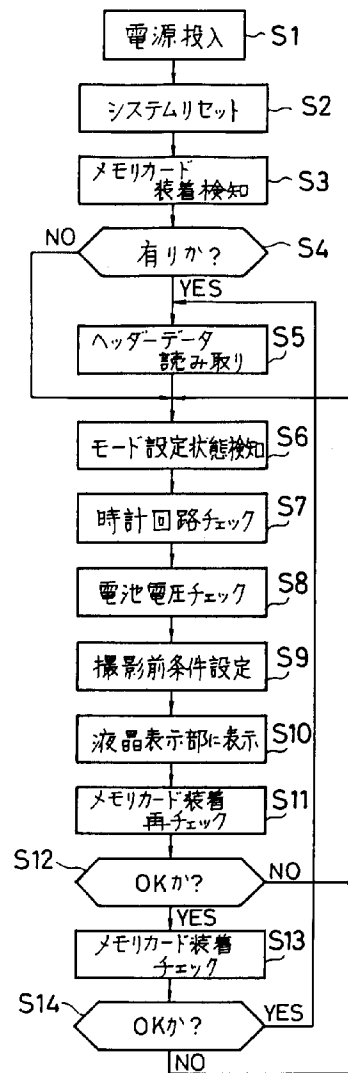 電源投入 S1
システムリセット S2
メモリカード
装着検知 S3
有りか? S4
NO
YES
ヘッダーデータ
読み取り S5
モード設定状態検知 S6
時計回路チェック S7
電池電圧チェック S8
撮影前条件設定 S9
液晶表示部に表示 S10
メモリカード装着
再チェック S11
S12 OKか? NO
YES
メモリカード装着
チェック S13
S14 OKか? YES
NO